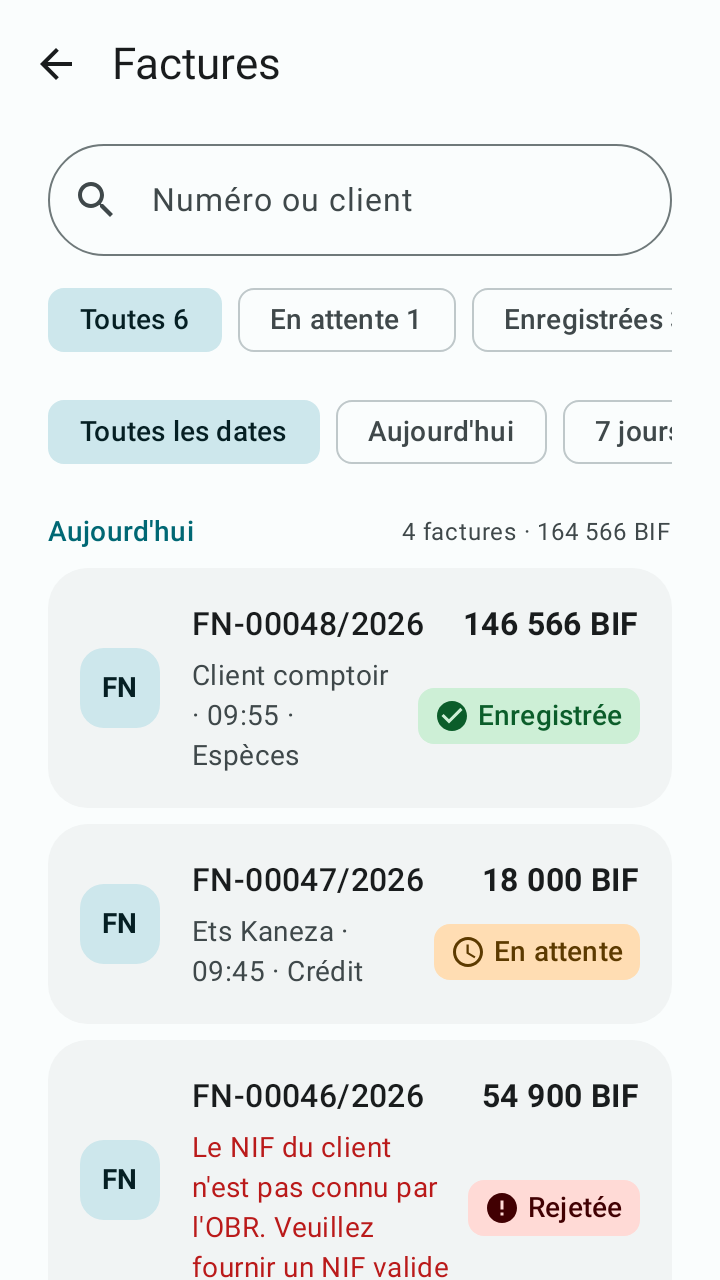 Factures
Numéro ou client
Toutes 6
En attente 1
Enregistrées
Toutes les dates
Aujourd'hui
7 jours
Aujourd'hui
4 factures · 164 566 BIF
FN-00048/2026
146 566 BIF
FN
Client comptoir
· 09:55 ·
Espèces
Enregistrée
FN-00047/2026
18 000 BIF
FN
Ets Kaneza ·
09:45 · Crédit
En attente
FN-00046/2026
54 900 BIF
FN
Le NIF du client
n'est pas connu par
l'OBR. Veuillez
fournir un NIF valide
Rejetée